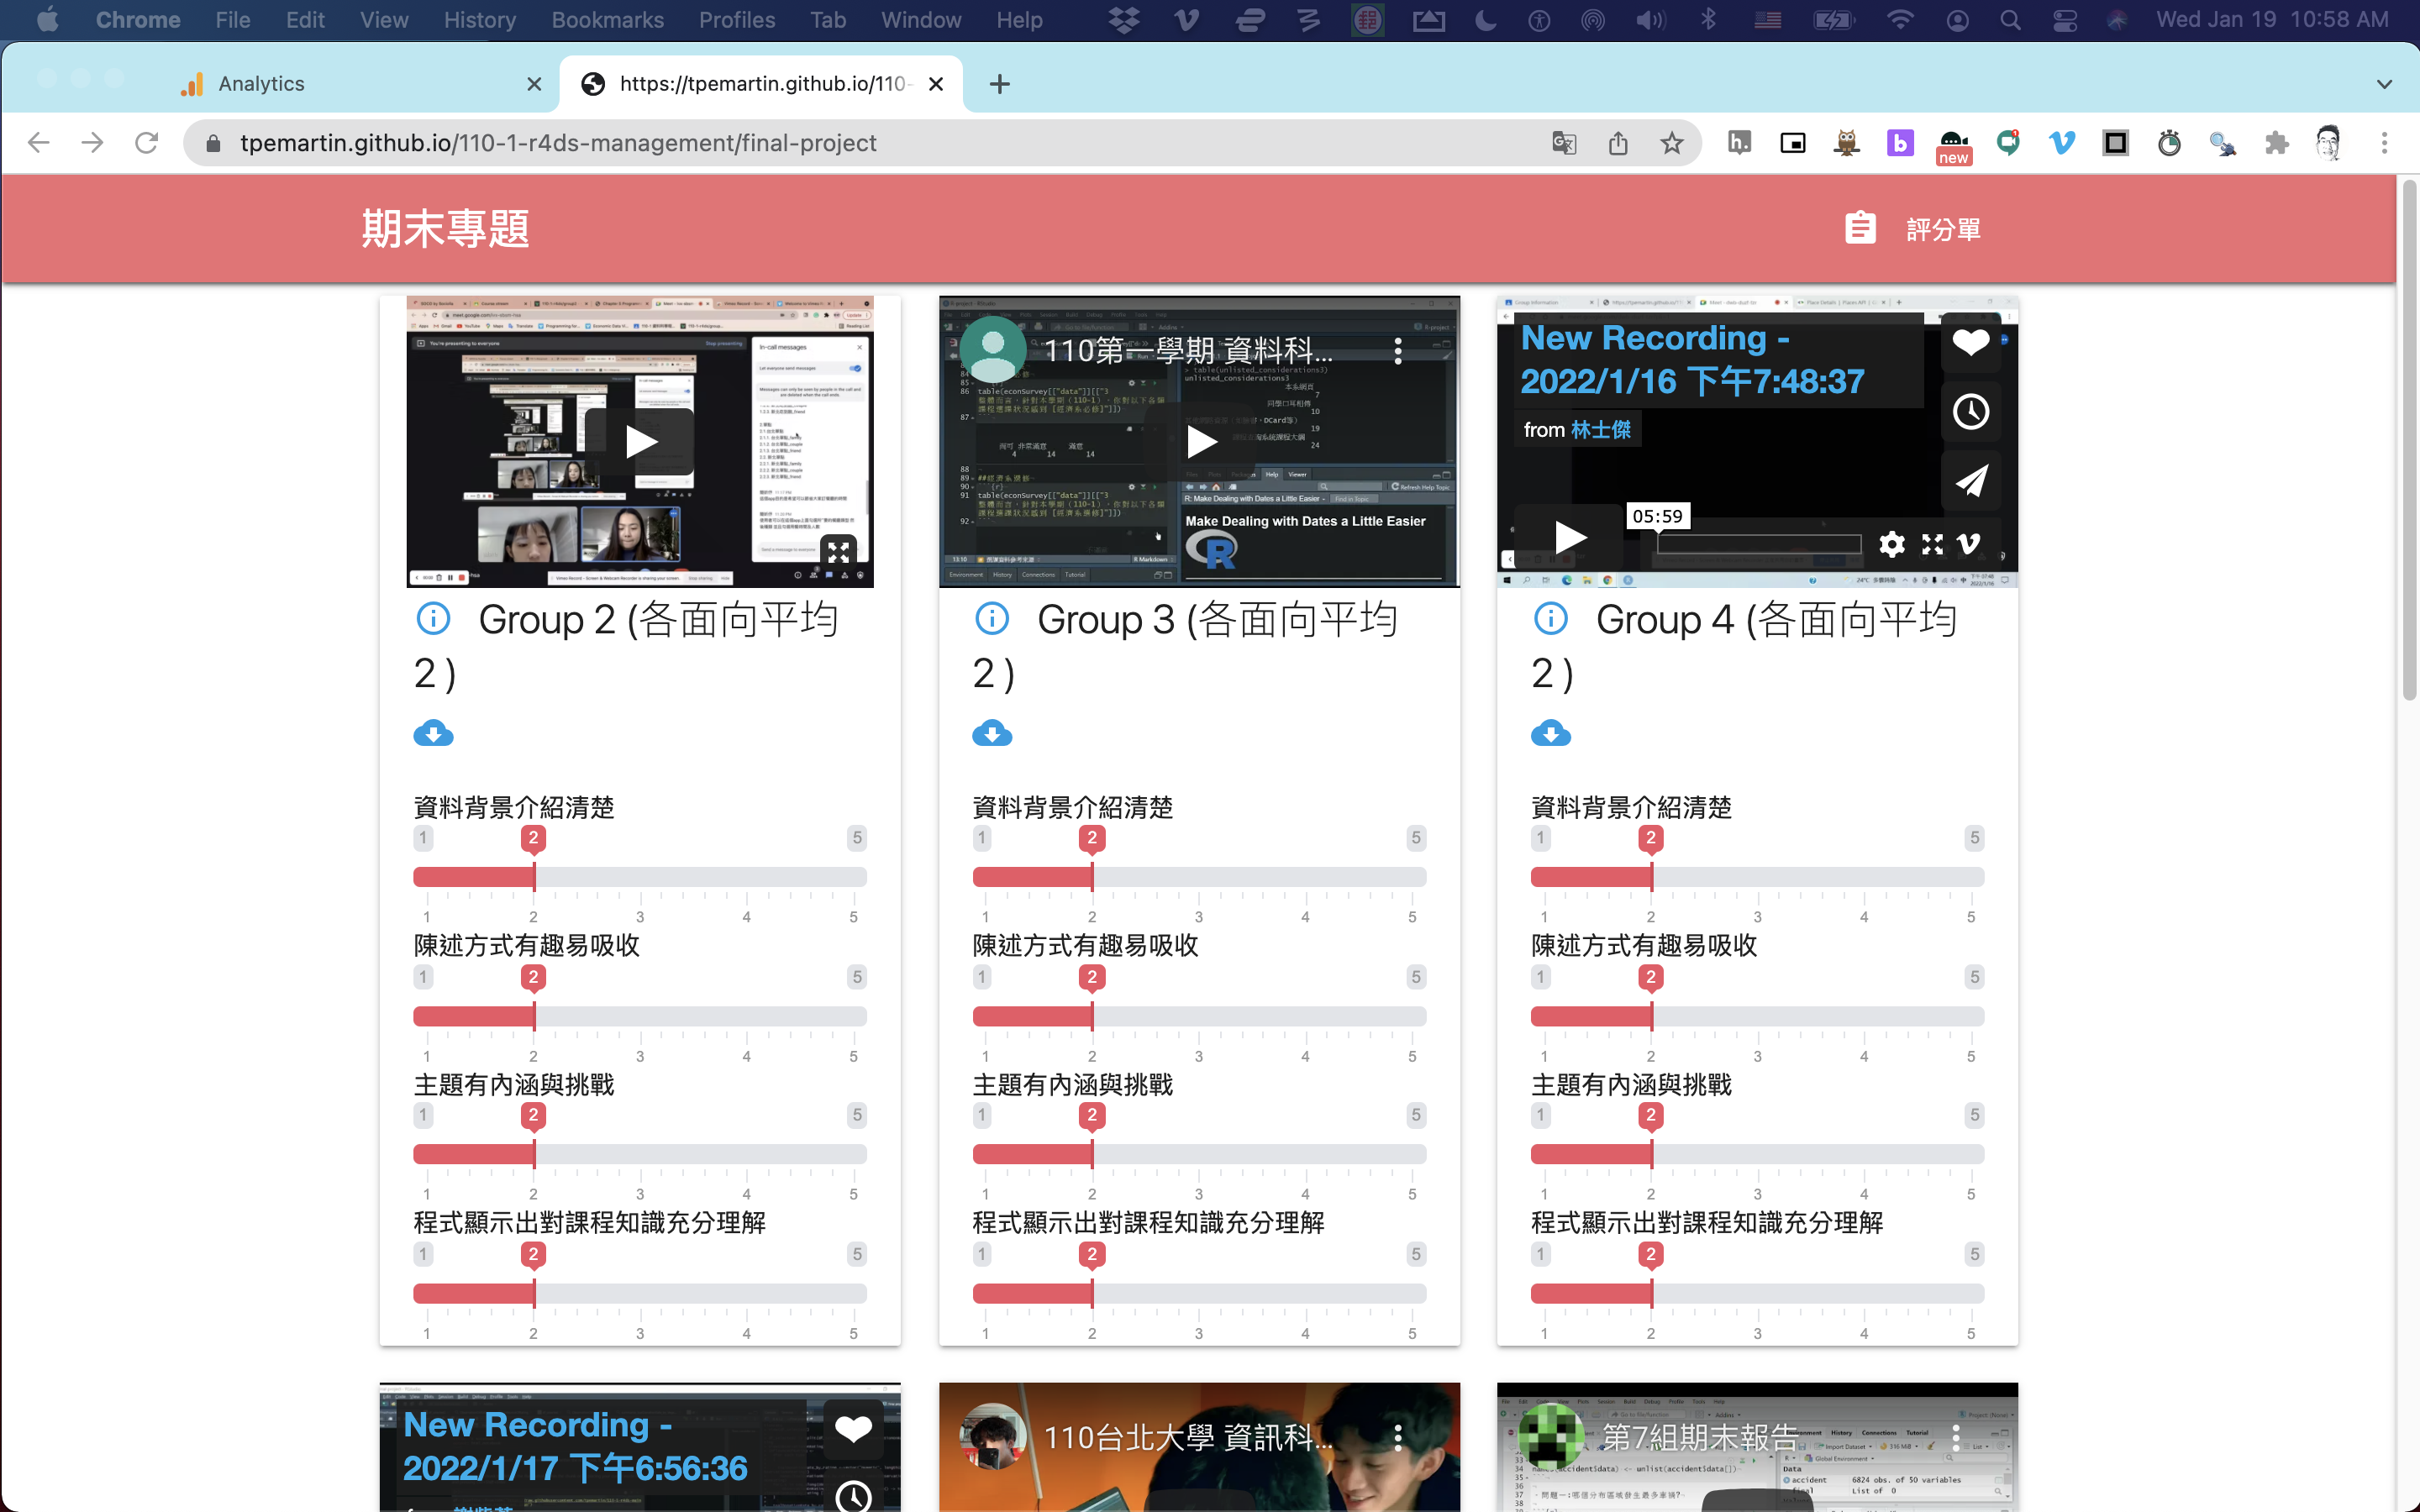 Chrome File Edit View History Bookmarks Profiles Tab Window Help Wed Jan 19 10:58 AM
Analytics
https://tpemartin.github.io/110-
tpemartin.github.io/110-1-r4ds-management/final-project
new
期末專題
評分單
In-call messages
110第一學期 資料科...
Make Dealing with Dates a Little Easier
New Recording -
2022/1/16 下午7:48:37
from 林士傑
05:59
Group 2 (各面向平均
2 )
資料背景介紹清楚
1 2 5
1 2 3 4 5
陳述方式有趣易吸收
1 2 5
1 2 3 4 5
主題有內涵與挑戰
1 2 5
1 2 3 4 5
程式顯示出對課程知識充分理解
1 2 5
1 2 3 4 5
Group 3 (各面向平均
2 )
資料背景介紹清楚
1 2 5
1 2 3 4 5
陳述方式有趣易吸收
1 2 5
1 2 3 4 5
主題有內涵與挑戰
1 2 5
1 2 3 4 5
程式顯示出對課程知識充分理解
1 2 5
1 2 3 4 5
Group 4 (各面向平均
2 )
資料背景介紹清楚
1 2 5
1 2 3 4 5
陳述方式有趣易吸收
1 2 5
1 2 3 4 5
主題有內涵與挑戰
1 2 5
1 2 3 4 5
程式顯示出對課程知識充分理解
1 2 5
1 2 3 4 5
New Recording -
2022/1/17 下午6:56:36
110台北大學 資訊科...
第7組期末報告
Data
accident 6824 obs. of 50 variables